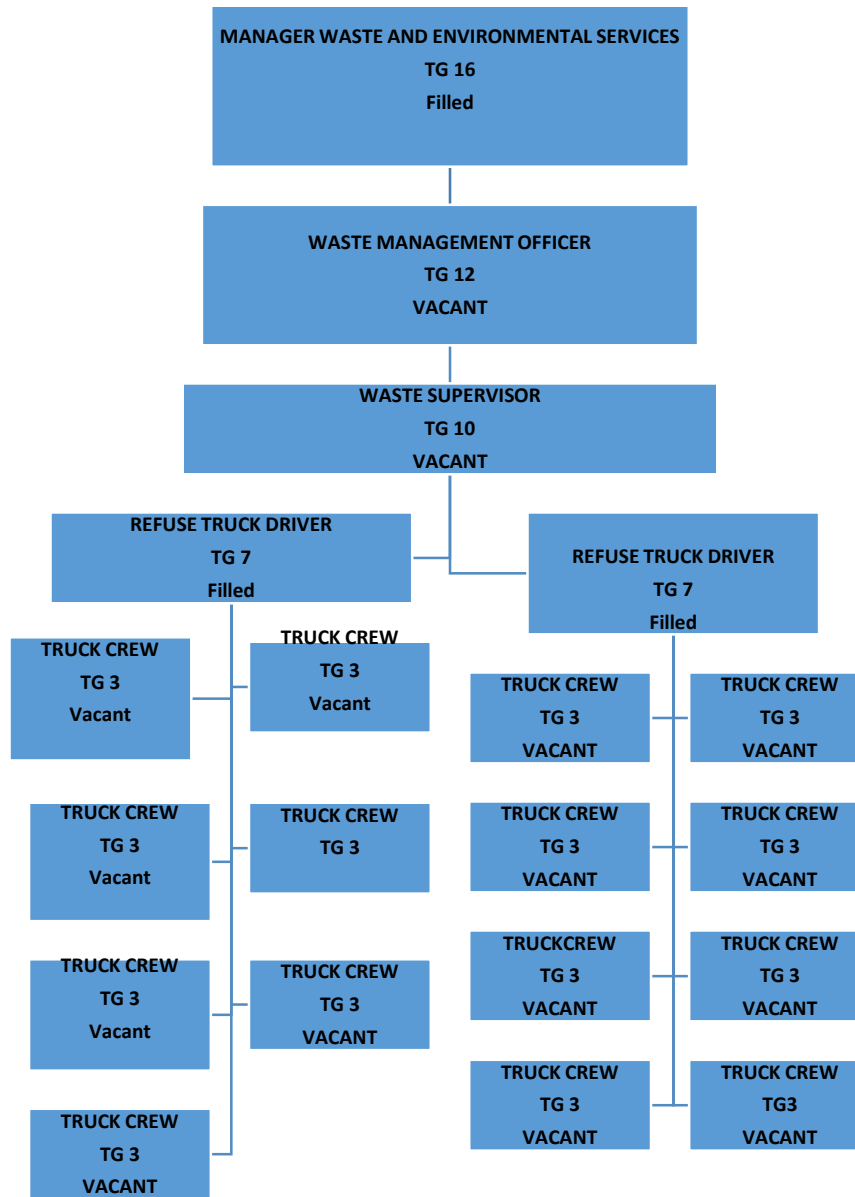 MANAGER WASTE AND ENVIRONMENTAL SERVICES
TG 16
Filled
WASTE MANAGEMENT OFFICER
TG 12
VACANT
WASTE SUPERVISOR
TG 10
VACANT
REFUSE TRUCK DRIVER
TG 7
Filled
REFUSE TRUCK DRIVER
TG 7
Filled
TRUCK CREW
TG 3
Vacant
TRUCK CREW
TG 3
Vacant
TRUCK CREW
TG 3
Vacant
TRUCK CREW
TG 3
TRUCK CREW
TG 3
Vacant
TRUCK CREW
TG 3
VACANT
TRUCK CREW
TG 3
VACANT
TRUCK CREW
TG 3
VACANT
TRUCK CREW
TG 3
VACANT
TRUCK CREW
TG 3
VACANT
TRUCK CREW
TG 3
VACANT
TRUCKCREW
TG 3
VACANT
TRUCK CREW
TG 3
VACANT
TRUCK CREW
TG 3
VACANT
TRUCK CREW
TG3
VACANT